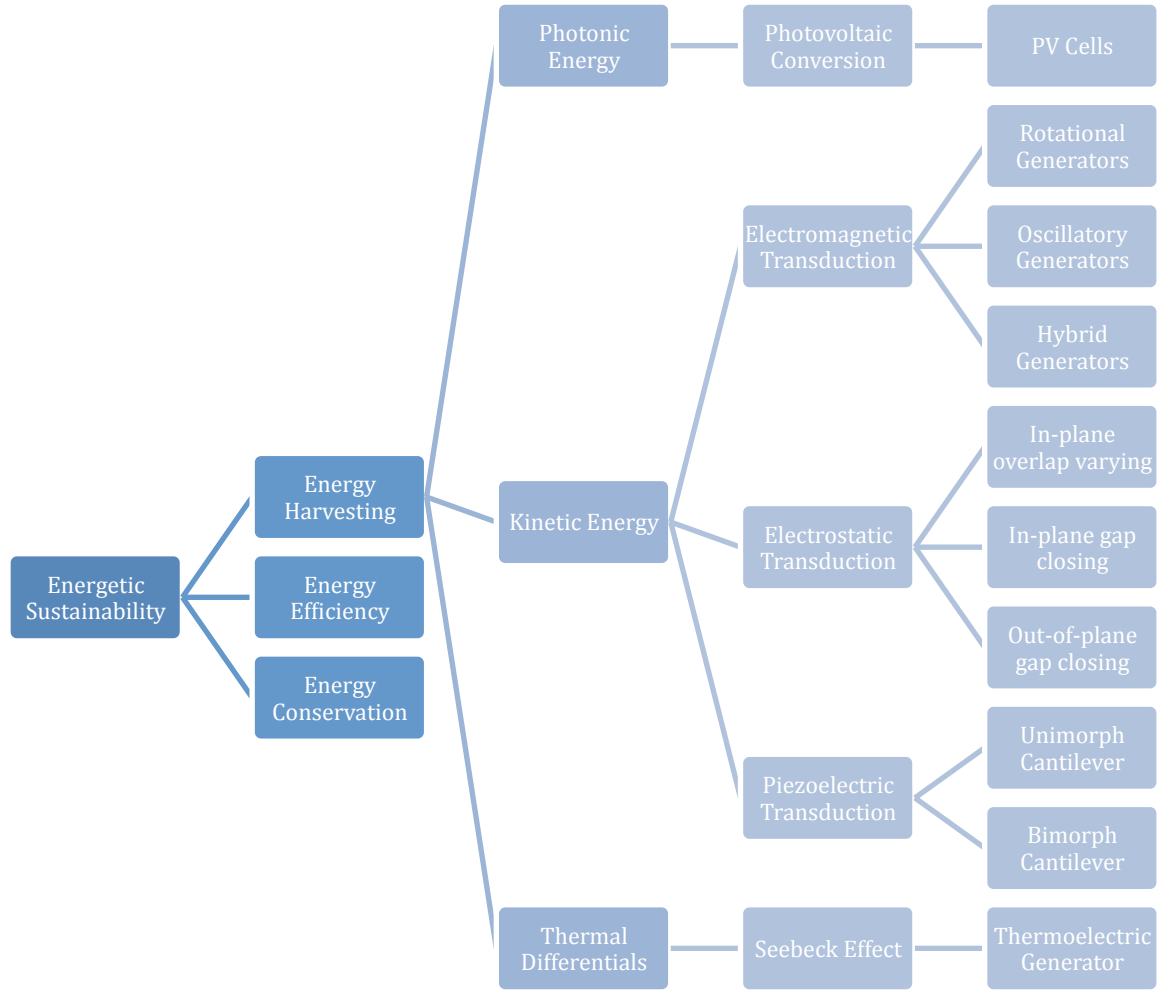 Photonic
Energy
Photovoltaic
Conversion
PV Cells
Rotational
Generators
Electromagnetic
Transduction
Oscillatory
Generators
Hybrid
Generators
In-plane
overlap varying
Energy
Harvesting
Kinetic Energy
Electrostatic
Transduction
In-plane gap
closing
Energetic
Sustainability
Energy
Efficiency
Out-of-plane
gap closing
Energy
Conservation
Unimorph
Cantilever
Piezoelectric
Transduction
Bimorph
Cantilever
Thermal
Differentials
Seebeck Effect
Thermoelectric
Generator